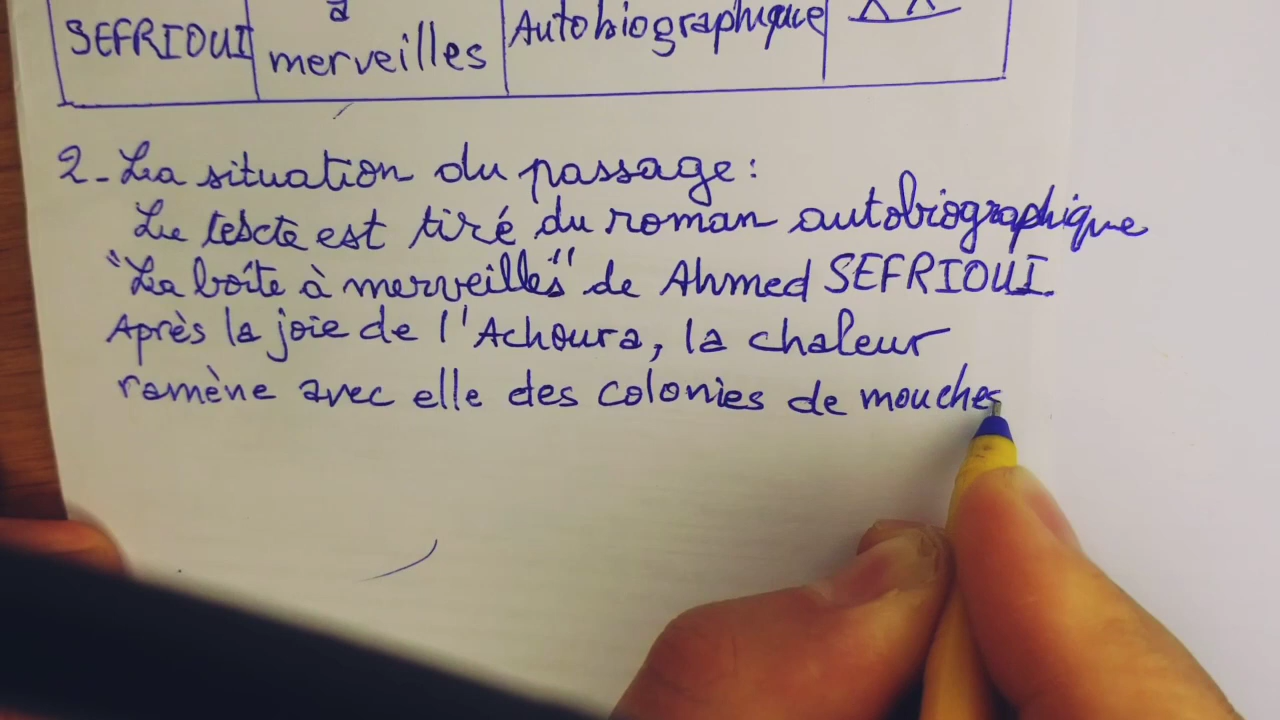 à
SEFRIOUI merveilles Autobiographique XX
2- La situation du passage :
Le texte est tiré du roman autobiographique
"La boîte à merveilles" de Ahmed SEFRIOUI.
Après la joie de l'Achoura, la chaleur
ramène avec elle des colonies de mouches